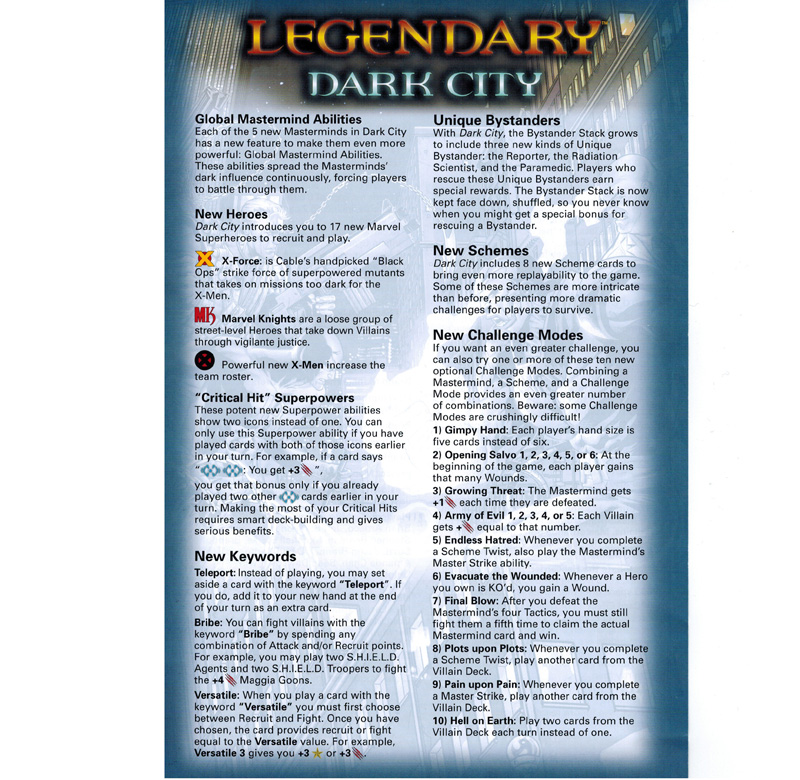 LEGENDARY™
DARK CITY
Global Mastermind Abilities
Each of the 5 new Masterminds in Dark City
has a new feature to make them even more
powerful: Global Mastermind Abilities.
These abilities spread the Masterminds'
dark influence continuously, forcing players
to battle through them.
New Heroes
Dark City introduces you to 17 new Marvel
Superheroes to recruit and play.
X-Force: is Cable's handpicked "Black
Ops" strike force of superpowered mutants
that takes on missions too dark for the
X-Men.
MK Marvel Knights are a loose group of
street-level Heroes that take down Villains
through vigilante justice.
Powerful new X-Men increase the
team roster.
"Critical Hit" Superpowers
These potent new Superpower abilities
show two icons instead of one. You can
only use this Superpower ability if you have
played cards with both of those icons earlier
in your turn. For example, if a card says
" : You get +3 ",
you get that bonus only if you already
played two other cards earlier in your
turn. Making the most of your Critical Hits
requires smart deck-building and gives
serious benefits.
New Keywords
Teleport: Instead of playing, you may set
aside a card with the keyword "Teleport". If
you do, add it to your new hand at the end
of your turn as an extra card.
Bribe: You can fight villains with the
keyword "Bribe" by spending any
combination of Attack and/or Recruit points.
For example, you may play two S.H.I.E.L.D.
Agents and two S.H.I.E.L.D. Troopers to fight
the +4 Maggia Goons.
Versatile: When you play a card with the
keyword "Versatile" you must first choose
between Recruit and Fight. Once you have
chosen, the card provides recruit or fight
equal to the Versatile value. For example,
Versatile 3 gives you +3 or +3 .
Unique Bystanders
With Dark City, the Bystander Stack grows
to include three new kinds of Unique
Bystander: the Reporter, the Radiation
Scientist, and the Paramedic. Players who
rescue these Unique Bystanders earn
special rewards. The Bystander Stack is now
kept face down, shuffled, so you never know
when you might get a special bonus for
rescuing a Bystander.
New Schemes
Dark City includes 8 new Scheme cards to
bring even more replayability to the game.
Some of these Schemes are more intricate
than before, presenting more dramatic
challenges for players to survive.
New Challenge Modes
If you want an even greater challenge, you
can also try one or more of these ten new
optional Challenge Modes. Combining a
Mastermind, a Scheme, and a Challenge
Mode provides an even greater number
of combinations. Beware: some Challenge
Modes are crushingly difficult!
1) Gimpy Hand: Each player's hand size is
five cards instead of six.
2) Opening Salvo 1, 2, 3, 4, 5, or 6: At the
beginning of the game, each player gains
that many Wounds.
3) Growing Threat: The Mastermind gets
+1 each time they are defeated.
4) Army of Evil 1, 2, 3, 4, or 5: Each Villain
gets + equal to that number.
5) Endless Hatred: Whenever you complete
a Scheme Twist, also play the Mastermind's
Master Strike ability.
6) Evacuate the Wounded: Whenever a Hero
you own is KO'd, you gain a Wound.
7) Final Blow: After you defeat the
Mastermind's four Tactics, you must still
fight them a fifth time to claim the actual
Mastermind card and win.
8) Plots upon Plots: Whenever you complete
a Scheme Twist, play another card from the
Villain Deck.
9) Pain upon Pain: Whenever you complete
a Master Strike, play another card from the
Villain Deck.
10) Hell on Earth: Play two cards from the
Villain Deck each turn instead of one.